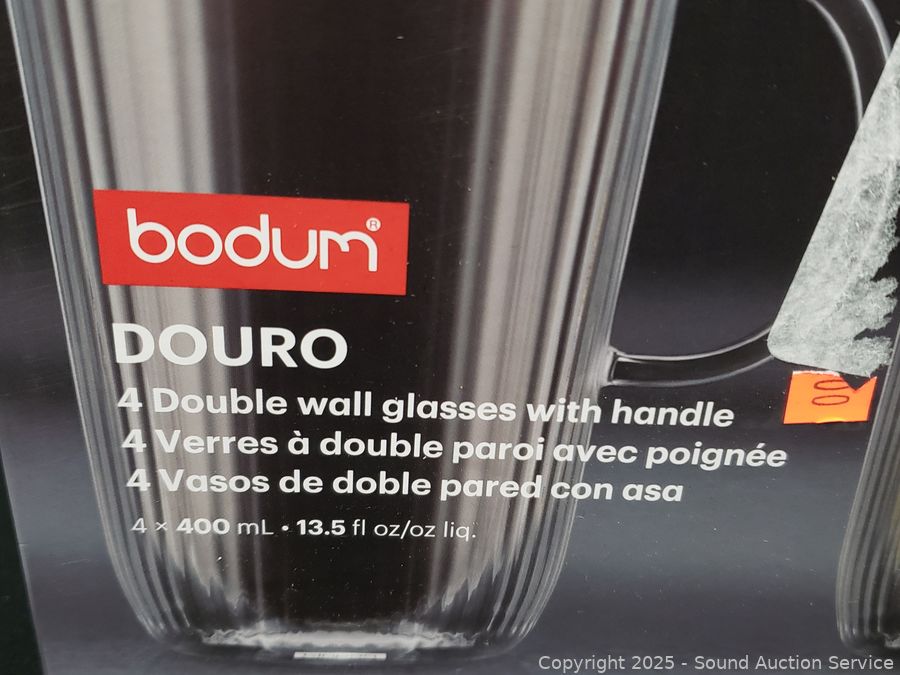 bodum®
DOURO
4 Double wall glasses with handle
4 Verres à double paroi avec poignée
4 Vasos de doble pared con asa
4 × 400 mL • 13.5 fl oz/oz liq.
Copyright 2025 - Sound Auction Service